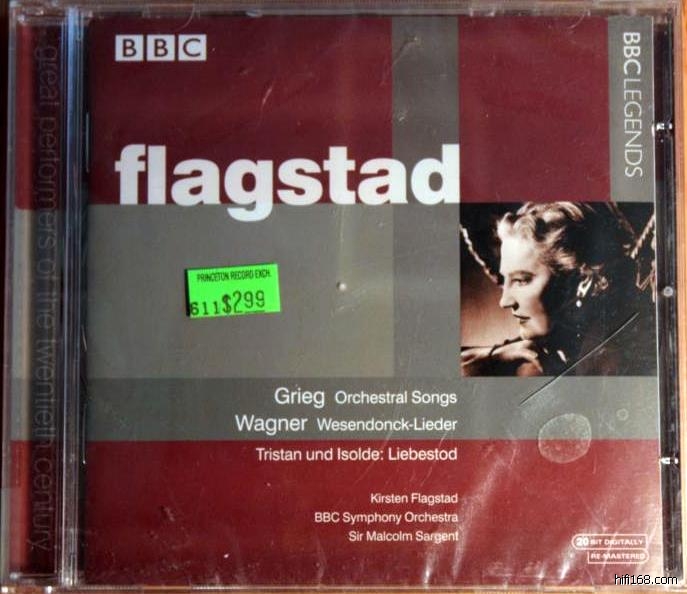 BBC
BBC LEGENDS
flagstad
PRINCETON RECORD EXCH.
611$299
Grieg Orchestral Songs
Wagner Wesendonck-Lieder
Tristan und Isolde: Liebestod
Kirsten Flagstad
BBC Symphony Orchestra
Sir Malcolm Sargent
20 BIT DIGITALLY
RE-MASTERED
great performers of the twentieth century
hifi168.com